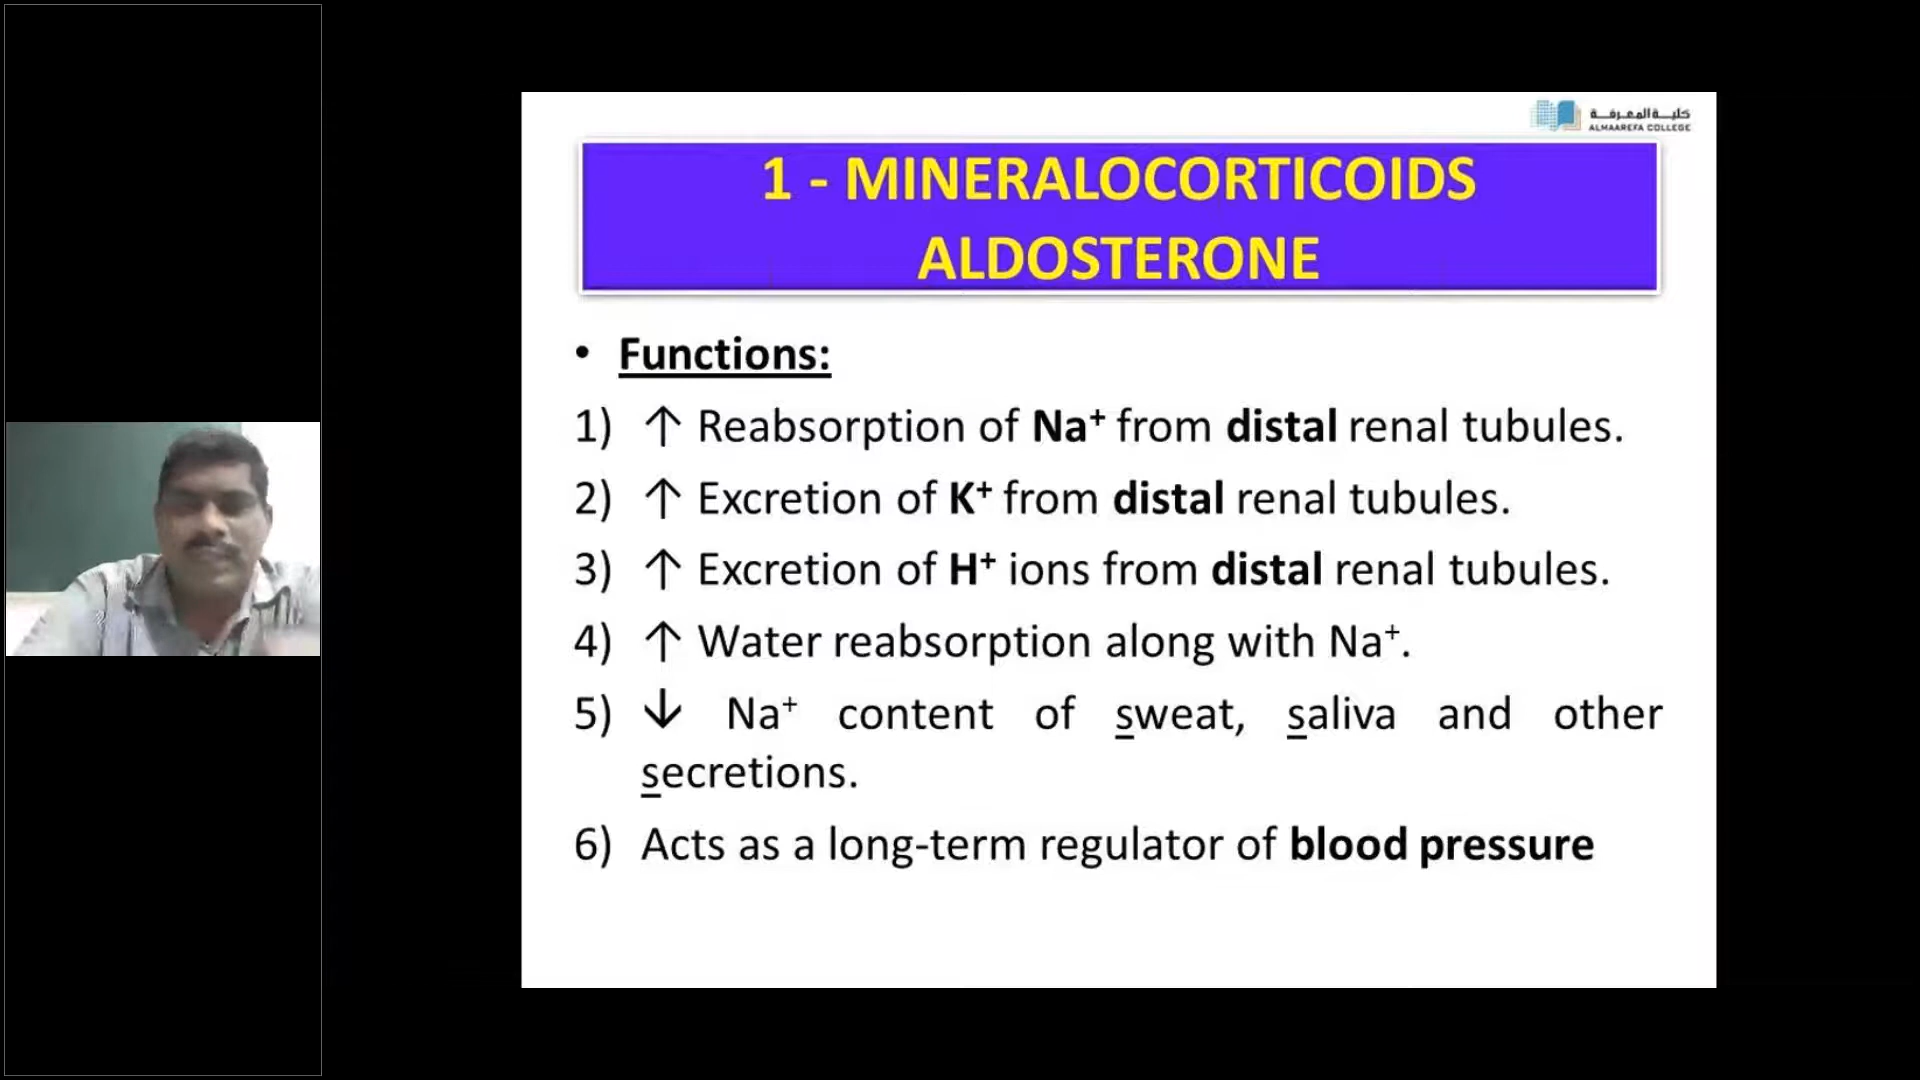 كليـــة المعـرفــة
ALMAAREFA COLLEGE
1 - MINERALOCORTICOIDS
ALDOSTERONE
• Functions:
1) ↑ Reabsorption of Na⁺ from distal renal tubules.
2) ↑ Excretion of K⁺ from distal renal tubules.
3) ↑ Excretion of H⁺ ions from distal renal tubules.
4) ↑ Water reabsorption along with Na⁺.
5) ↓ Na⁺ content of sweat, saliva and other
secretions.
6) Acts as a long-term regulator of blood pressure